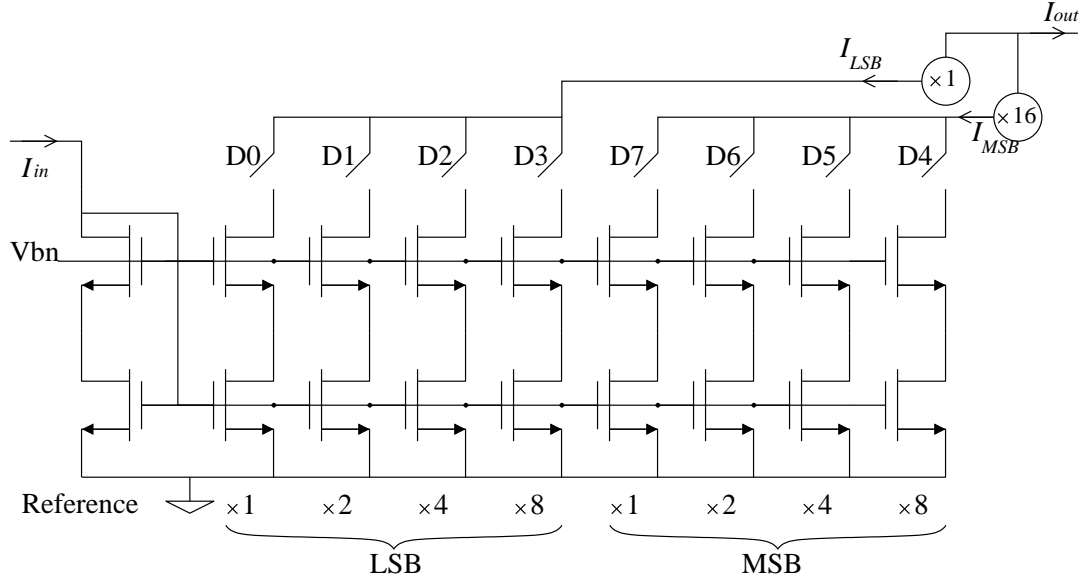 Iout
ILSB
×1
×16
IMSB
Iin
D0 D1 D2 D3 D7 D6 D5 D4
Vbn
Reference
×1 ×2 ×4 ×8 ×1 ×2 ×4 ×8
LSB MSB